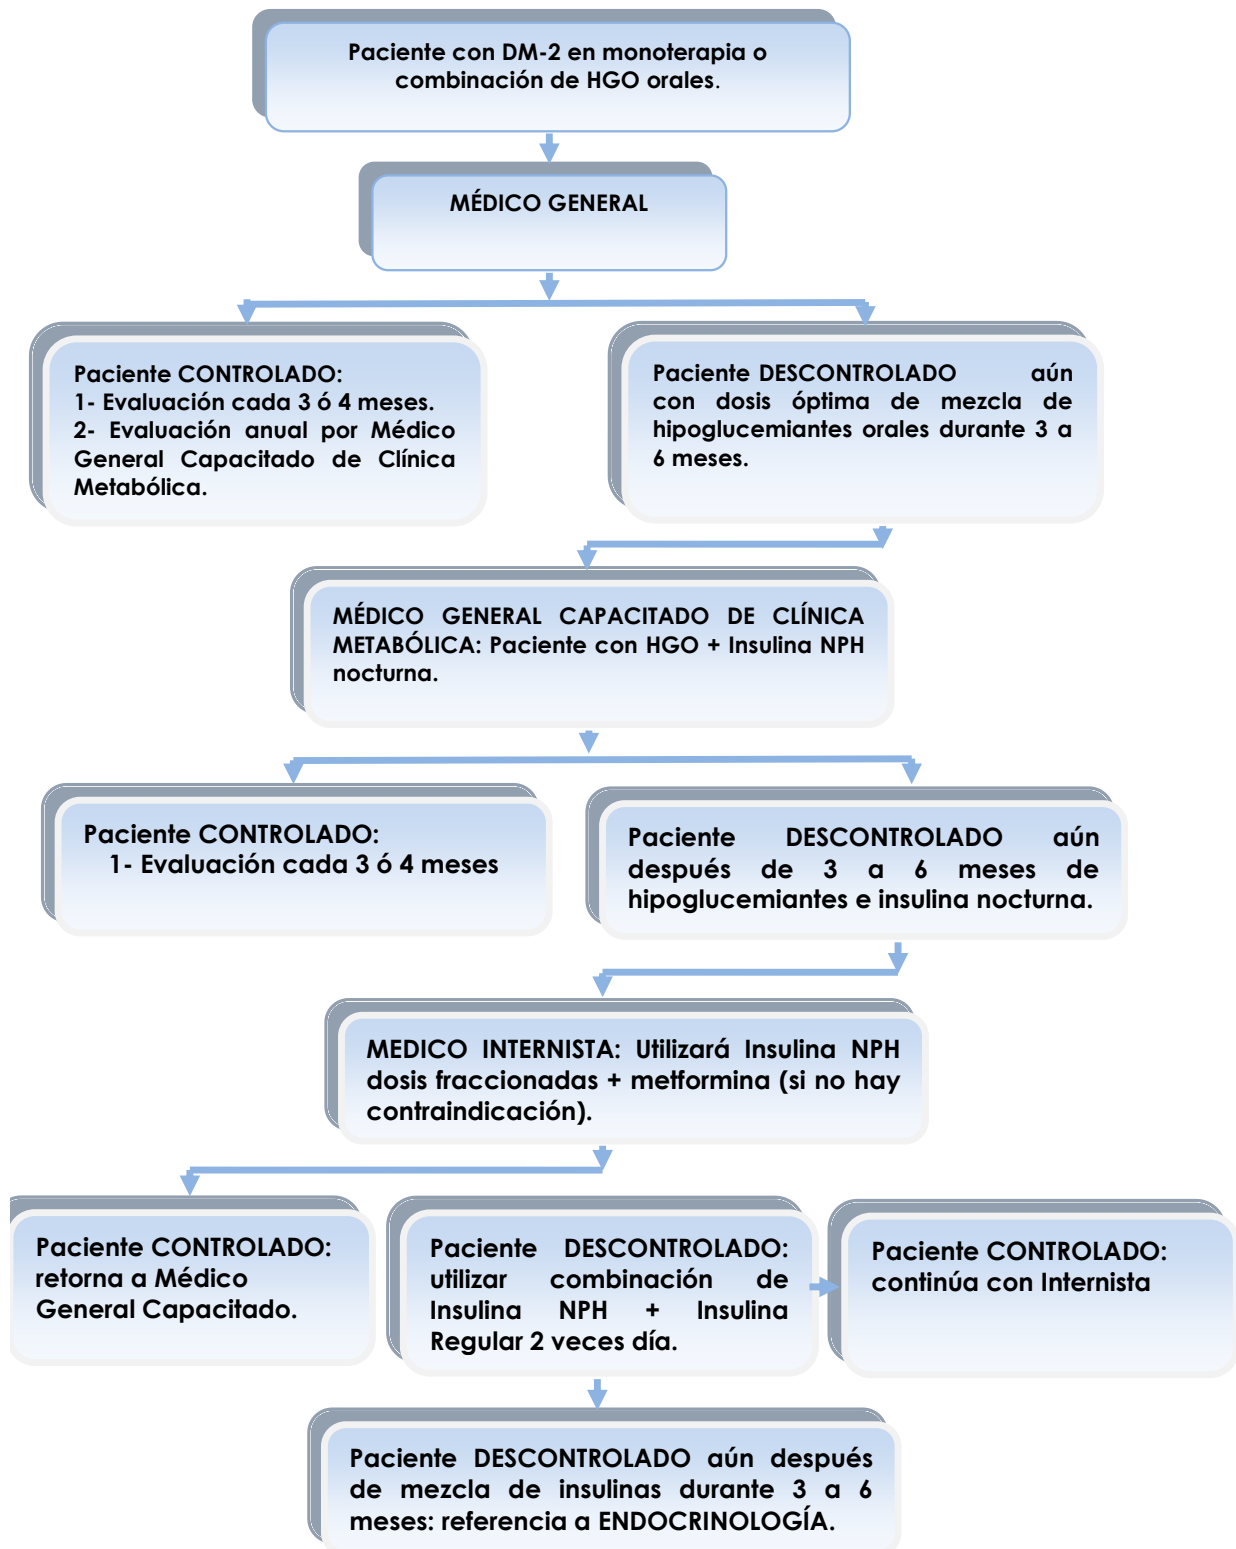 Paciente con DM-2 en monoterapia o
combinación de HGO orales.
MÉDICO GENERAL
Paciente CONTROLADO:
1- Evaluación cada 3 ó 4 meses.
2- Evaluación anual por Médico
General Capacitado de Clínica
Metabólica.
Paciente DESCONTROLADO aún
con dosis óptima de mezcla de
hipoglucemiantes orales durante 3 a
6 meses.
MÉDICO GENERAL CAPACITADO DE CLÍNICA
METABÓLICA: Paciente con HGO + Insulina NPH
nocturna.
Paciente CONTROLADO:
1- Evaluación cada 3 ó 4 meses
Paciente DESCONTROLADO aún
después de 3 a 6 meses de
hipoglucemiantes e insulina nocturna.
MEDICO INTERNISTA: Utilizará Insulina NPH
dosis fraccionadas + metformina (si no hay
contraindicación).
Paciente CONTROLADO:
retorna a Médico
General Capacitado.
Paciente DESCONTROLADO:
utilizar combinación de
Insulina NPH + Insulina
Regular 2 veces día.
Paciente CONTROLADO:
continúa con Internista
Paciente DESCONTROLADO aún después
de mezcla de insulinas durante 3 a 6
meses: referencia a ENDOCRINOLOGÍA.